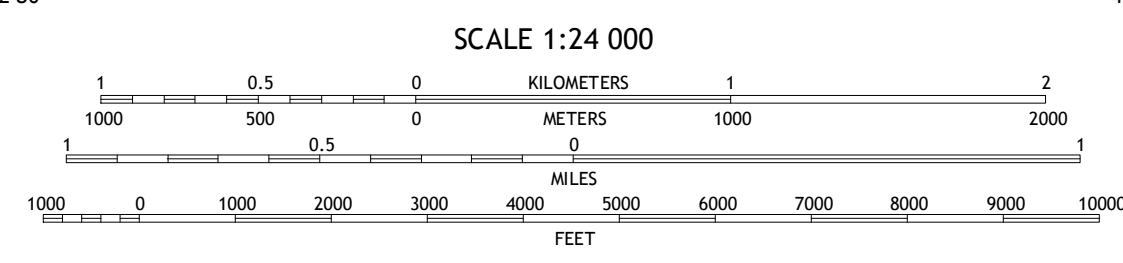 SCALE 1:24 000
1 0.5 0 KILOMETERS 1 2
1000 500 0 METERS 1000 2000
1 0.5 0 1
MILES
1000 0 1000 2000 3000 4000 5000 6000 7000 8000 9000 10000
FEET